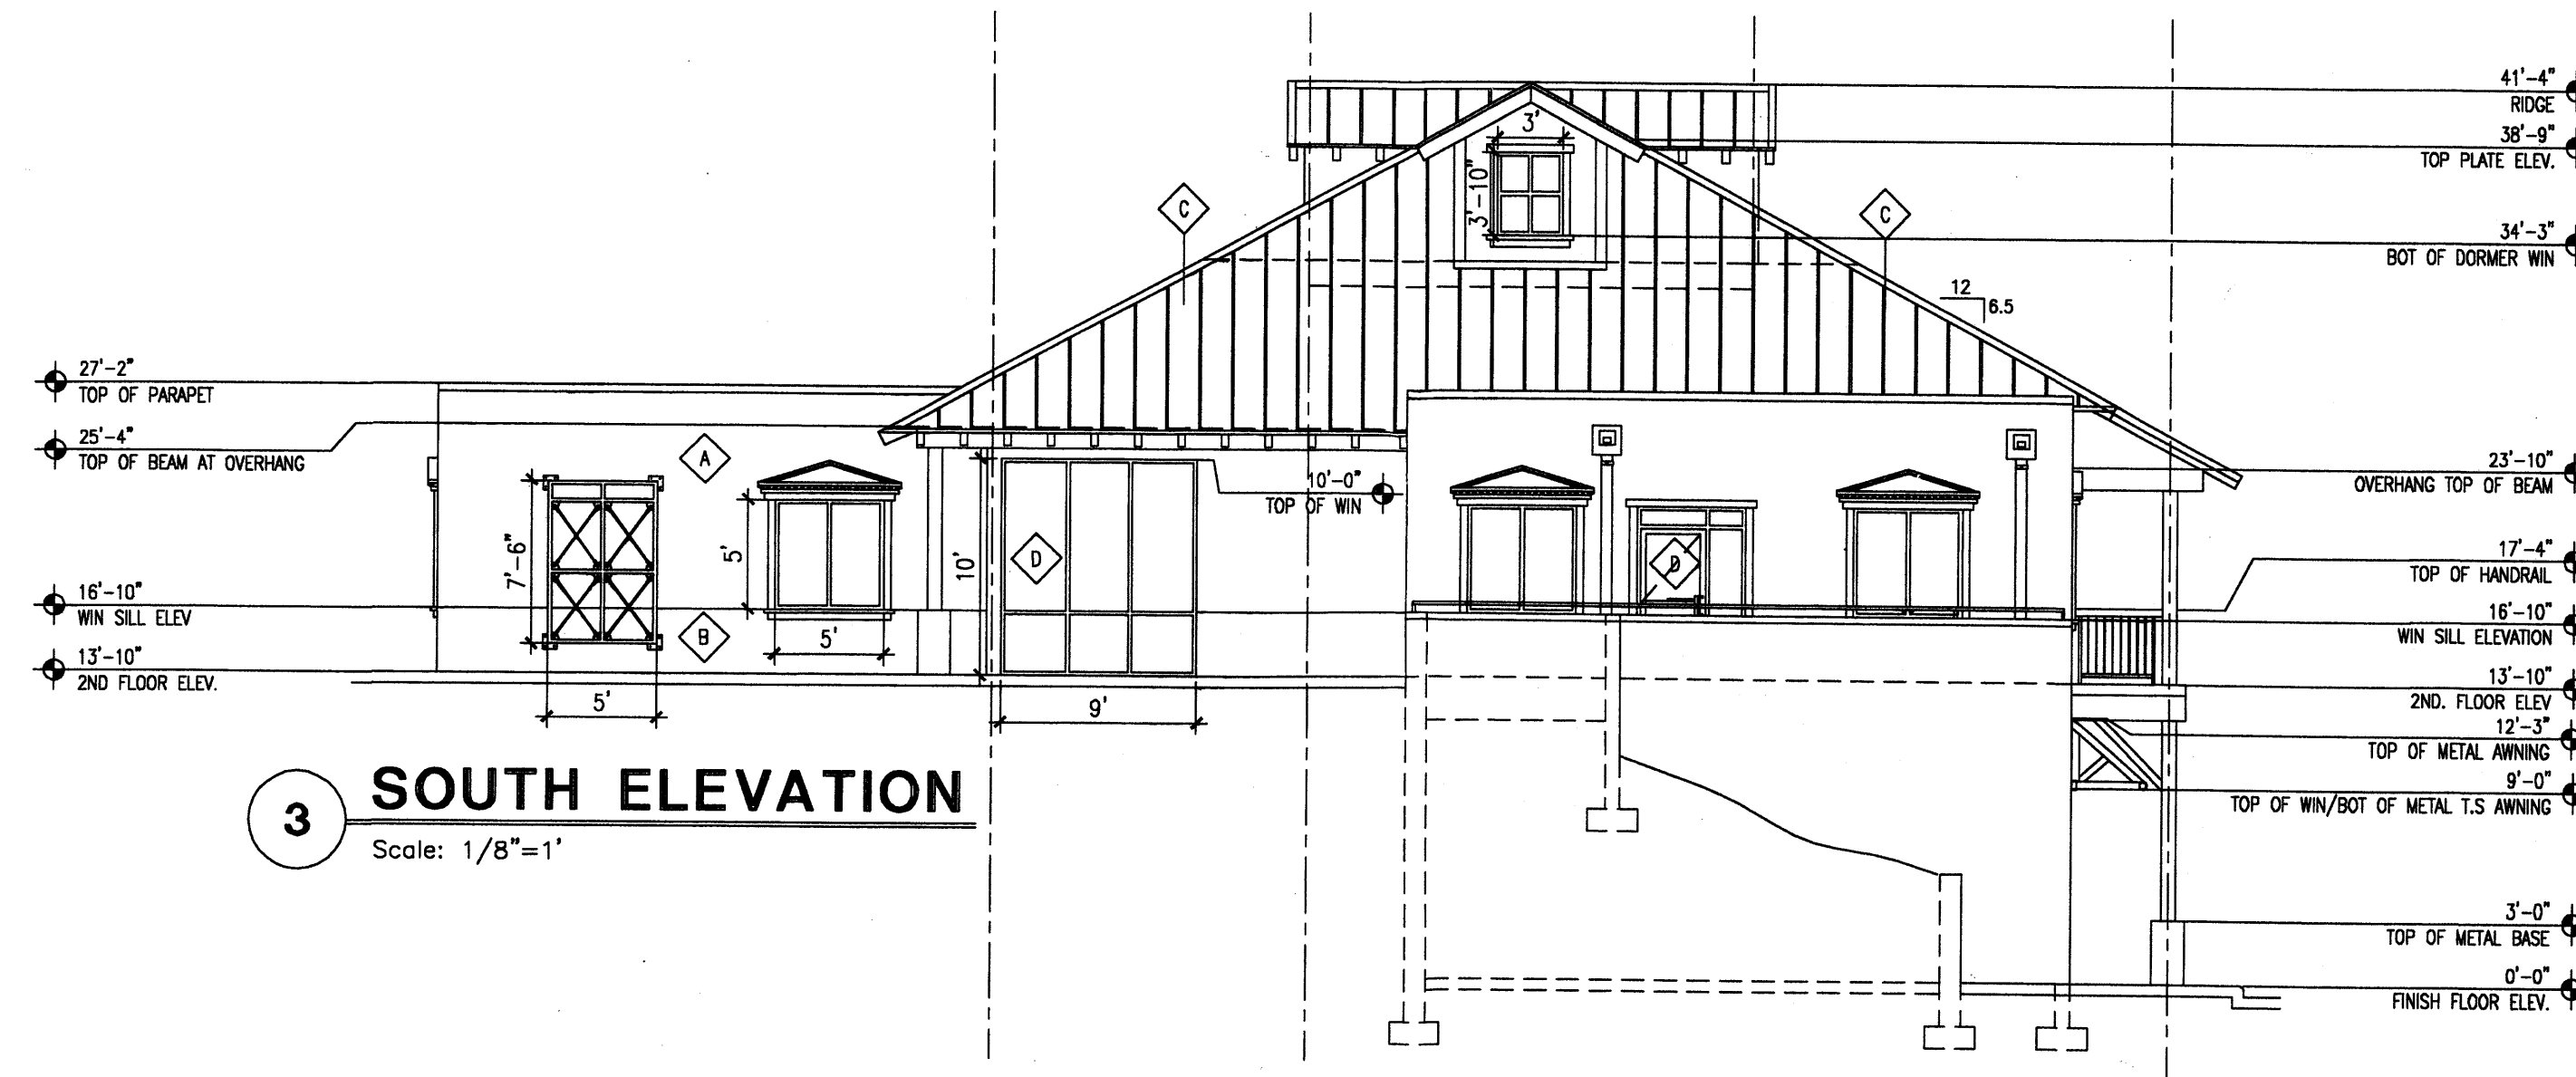 41'-4"
RIDGE
38'-9"
TOP PLATE ELEV.
3'
3'-10"
C
C
34'-3"
BOT OF DORMER WIN
12
6.5
27'-2"
TOP OF PARAPET
25'-4"
TOP OF BEAM AT OVERHANG
A
23'-10"
OVERHANG TOP OF BEAM
10'-0"
TOP OF WIN
7'-6"
5'
10'
D
D
17'-4"
TOP OF HANDRAIL
16'-10"
WIN SILL ELEV
16'-10"
WIN SILL ELEVATION
B
5'
13'-10"
2ND FLOOR ELEV.
13'-10"
2ND. FLOOR ELEV
5'
9'
12'-3"
TOP OF METAL AWNING
9'-0"
TOP OF WIN/BOT OF METAL T.S AWNING
3
SOUTH ELEVATION
Scale: 1/8"=1'
3'-0"
TOP OF METAL BASE
0'-0"
FINISH FLOOR ELEV.